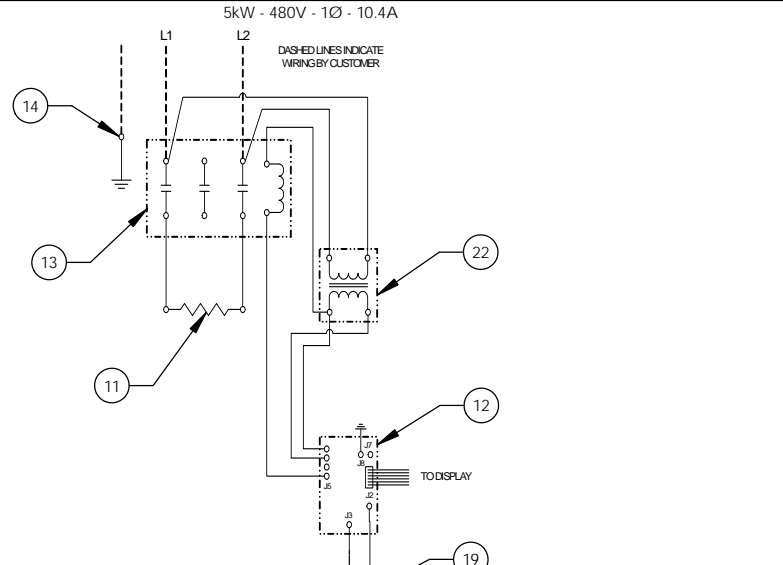 5kW - 480V - 1Ø - 10.4A
L1
L2
DASHED LINES INDICATE
WIRING BY CUSTOMER
14
13
22
11
12
J7
J8
TO DISPLAY
J5
J2
J3
19